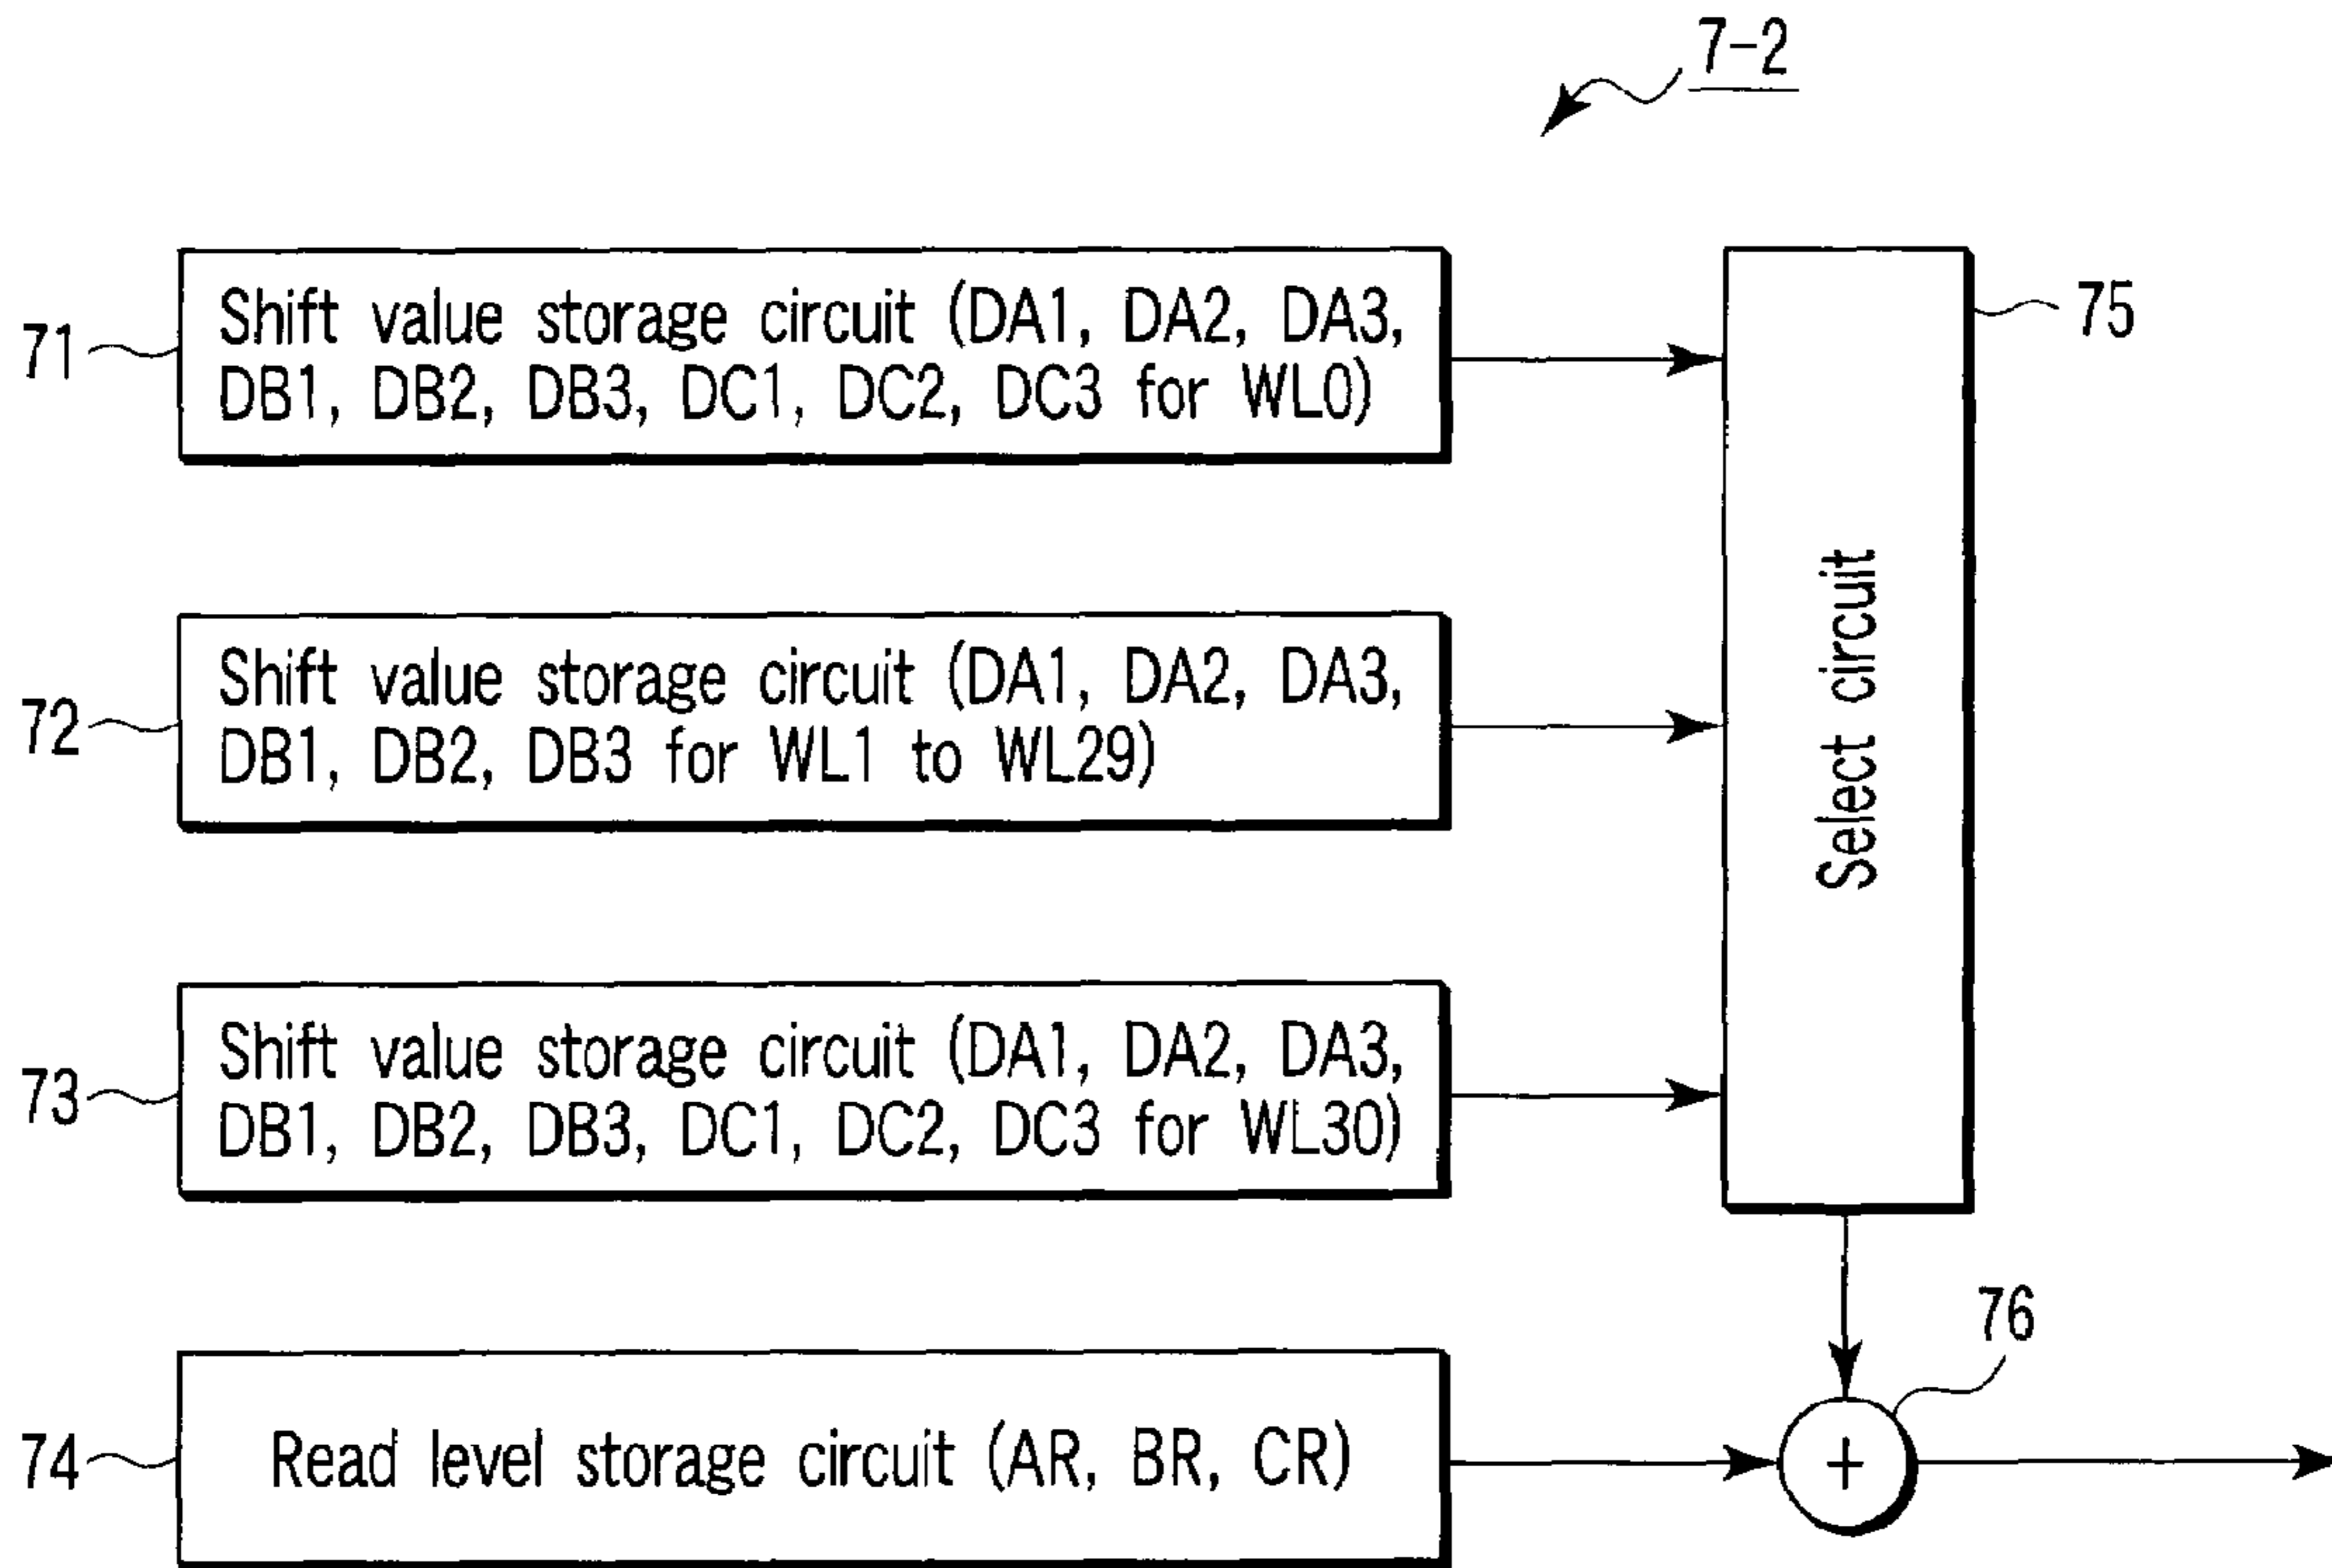 7-2
71
Shift value storage circuit (DA1, DA2, DA3,
DB1, DB2, DB3, DC1, DC2, DC3 for WL0)
75
72
Shift value storage circuit (DA1, DA2, DA3,
DB1, DB2, DB3 for WL1 to WL29)
Select circuit
73
Shift value storage circuit (DA1, DA2, DA3,
DB1, DB2, DB3, DC1, DC2, DC3 for WL30)
76
74
Read level storage circuit (AR, BR, CR)
+